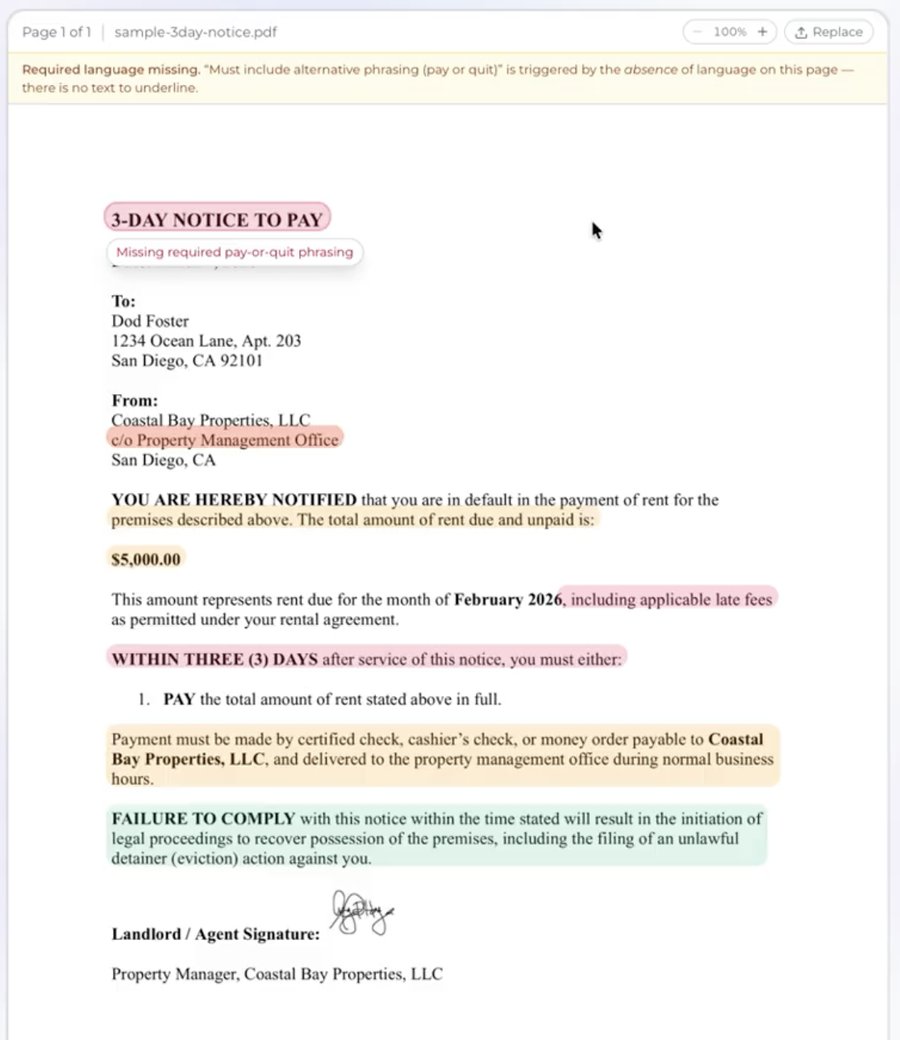 Page 1 of 1 | sample-3day-notice.pdf
− 100% + Replace
Required language missing. “Must include alternative phrasing (pay or quit)” is triggered by the absence of language on this page —
there is no text to underline.
3-DAY NOTICE TO PAY
Missing required pay-or-quit phrasing
To:
Dod Foster
1234 Ocean Lane, Apt. 203
San Diego, CA 92101
From:
Coastal Bay Properties, LLC
c/o Property Management Office
San Diego, CA
YOU ARE HEREBY NOTIFIED that you are in default in the payment of rent for the
premises described above. The total amount of rent due and unpaid is:
$5,000.00
This amount represents rent due for the month of February 2026, including applicable late fees
as permitted under your rental agreement.
WITHIN THREE (3) DAYS after service of this notice, you must either:
1. PAY the total amount of rent stated above in full.
Payment must be made by certified check, cashier’s check, or money order payable to Coastal
Bay Properties, LLC, and delivered to the property management office during normal business
hours.
FAILURE TO COMPLY with this notice within the time stated will result in the initiation of
legal proceedings to recover possession of the premises, including the filing of an unlawful
detainer (eviction) action against you.
Landlord / Agent Signature:
Property Manager, Coastal Bay Properties, LLC